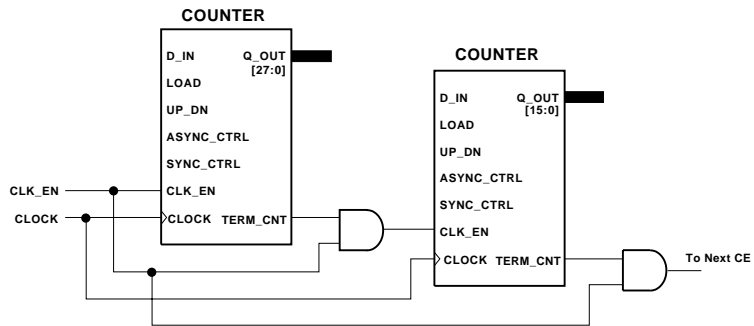 COUNTER
D_IN Q_OUT
[27:0]
LOAD
UP_DN
ASYNC_CTRL
SYNC_CTRL
CLK_EN CLK_EN
CLOCK CLOCK TERM_CNT
COUNTER
D_IN Q_OUT
[15:0]
LOAD
UP_DN
ASYNC_CTRL
SYNC_CTRL
CLK_EN
CLOCK TERM_CNT
To Next CE